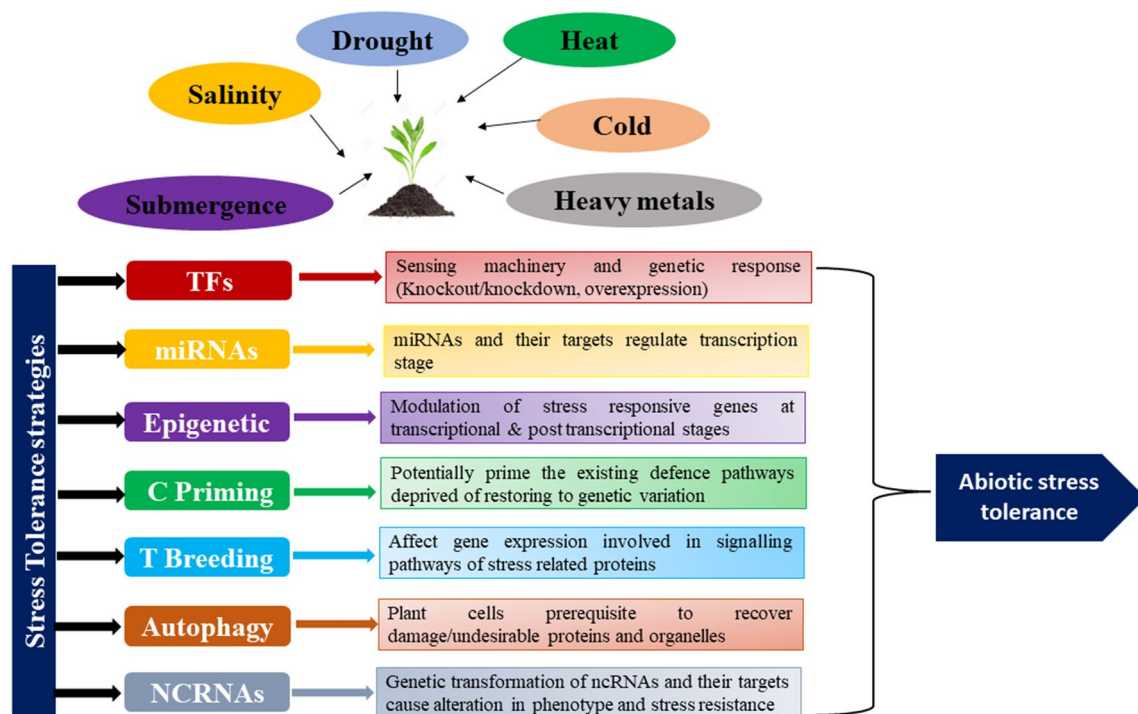 Drought
Heat
Salinity
Cold
Submergence
Heavy metals
Stress Tolerance strategies
TFs
Sensing machinery and genetic response
(Knockout/knockdown, overexpression)
miRNAs
miRNAs and their targets regulate transcription
stage
Epigenetic
Modulation of stress responsive genes at
transcriptional & post transcriptional stages
C Priming
Potentially prime the existing defence pathways
deprived of restoring to genetic variation
T Breeding
Affect gene expression involved in signalling
pathways of stress related proteins
Autophagy
Plant cells prerequisite to recover
damage/undesirable proteins and organelles
NCRNAs
Genetic transformation of ncRNAs and their targets
cause alteration in phenotype and stress resistance
Abiotic stress
tolerance